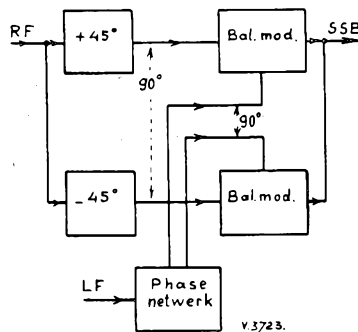 RF
+45°
Bal. mod.
SSB
90°
90°
-45°
Bal. mod.
LF
Phase
netwerk
V.3723.